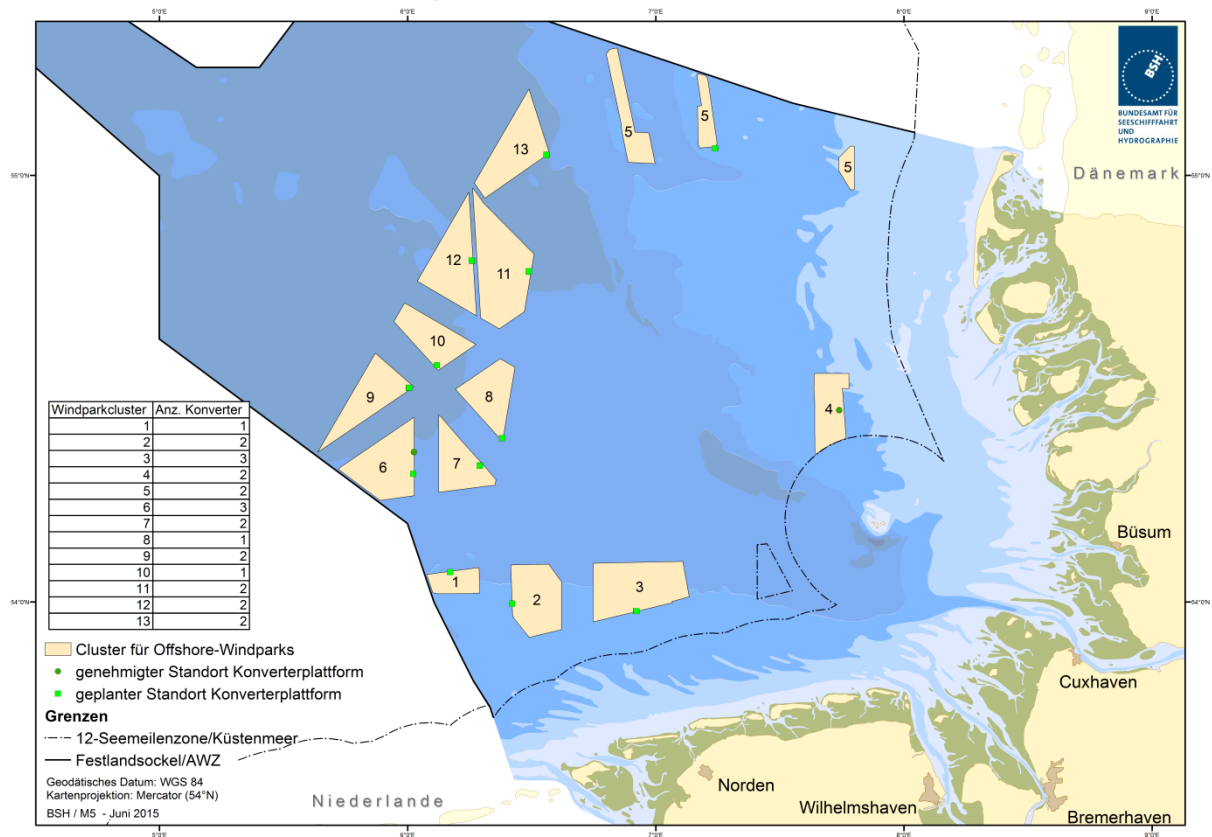 5°0'E 6°0'E 7°0'E 8°0'E 9°0'E
BSH
BUNDESAMT FÜR
SEESCHIFFFAHRT
UND
HYDROGRAPHIE
5
5
5
13
55°0'N
55°0'N
Dänemark
12
11
10
9
8
4
6
7
Windparkcluster Anz. Konverter
1 1
2 2
3 3
4 2
5 2
6 3
7 2
8 1
9 2
10 1
11 2
12 2
13 2
Büsum
1
2
3
54°0'N
54°0'N
Cluster für Offshore-Windparks
genehmigter Standort Konverterplattform
geplanter Standort Konverterplattform
Grenzen
12-Seemeilenzone/Küstenmeer
Festlandsockel/AWZ
Geodätisches Datum: WGS 84
Kartenprojektion: Mercator (54°N)
BSH / M5 - Juni 2015
Cuxhaven
Niederlande
Norden
Wilhelmshaven
Bremerhaven
5°0'E 6°0'E 7°0'E 8°0'E 9°0'E